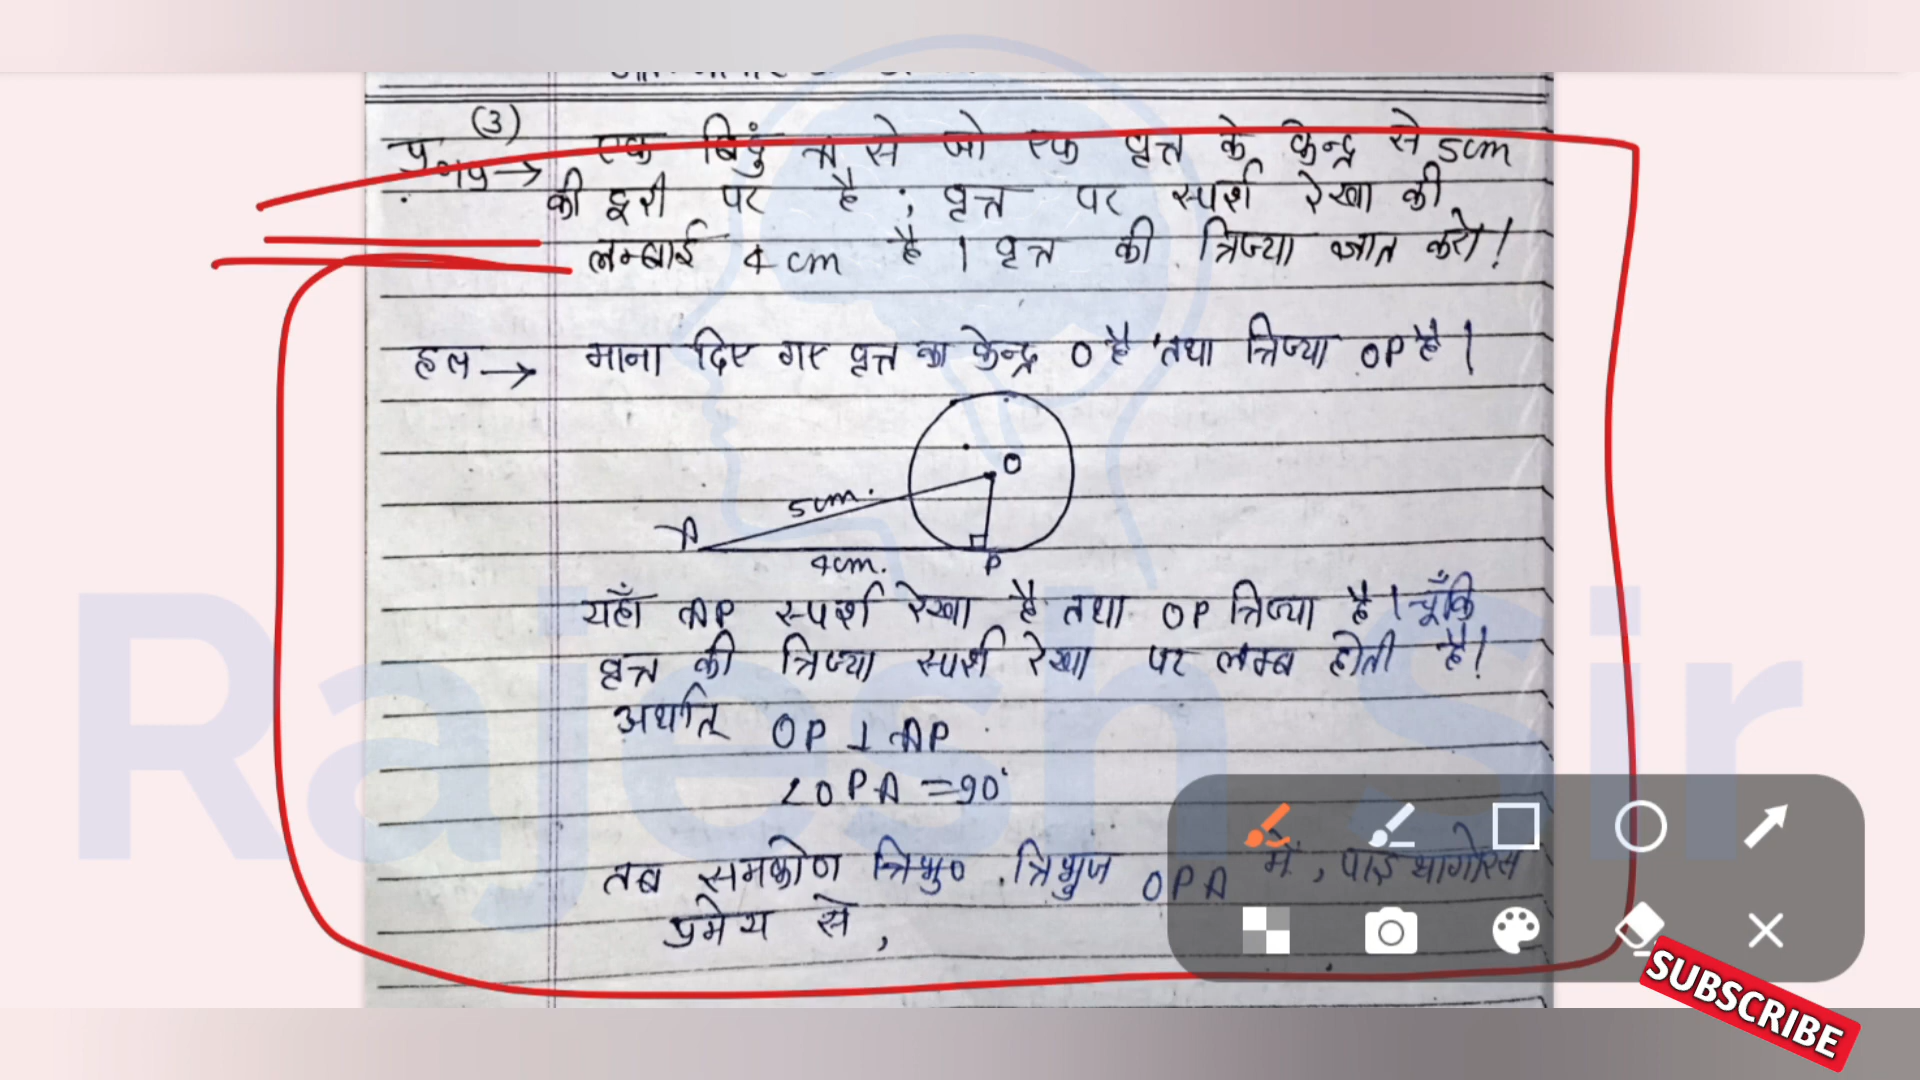 (3)
प्रश्न → एक बिंदु A से जो एक वृत्त के केन्द्र से 5cm
की दूरी पर है ; वृत्त पर स्पर्श रेखा की
लम्बाई 4 cm है । वृत्त की त्रिज्या ज्ञात करो !
हल → माना दिए गए वृत्त का केन्द्र O है तथा त्रिज्या OP है ।
O
5cm.
A
4cm.
P
यहाँ AP स्पर्श रेखा है तथा OP त्रिज्या है । चूँकि
वृत्त की त्रिज्या स्पर्श रेखा पर लम्ब होती है।
अर्थात् OP ⊥ AP
∠OPA = 90°
तब समकोण त्रिभु० त्रिभुज OPA में , पाइथागोरस
प्रमेय से ,
Rajesh Sir
SUBSCRIBE